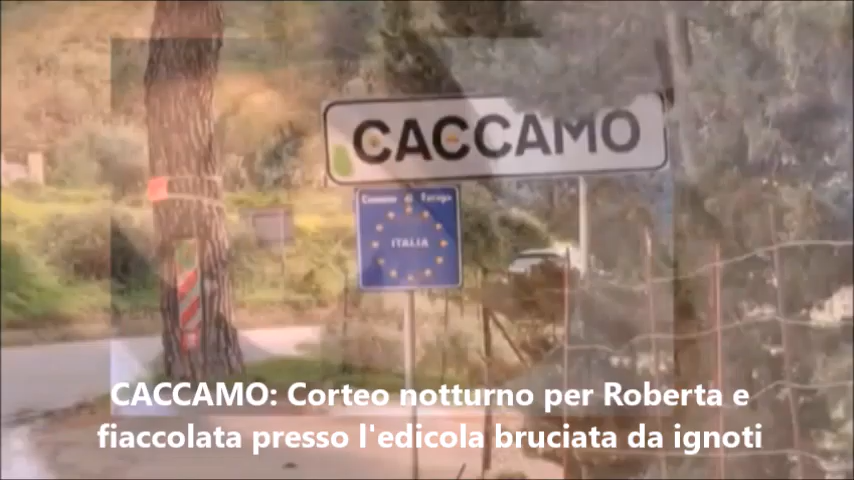 CACCAMO
Comune di Europa
ITALIA
CACCAMO: Corteo notturno per Roberta e
fiaccolata presso l'edicola bruciata da ignoti